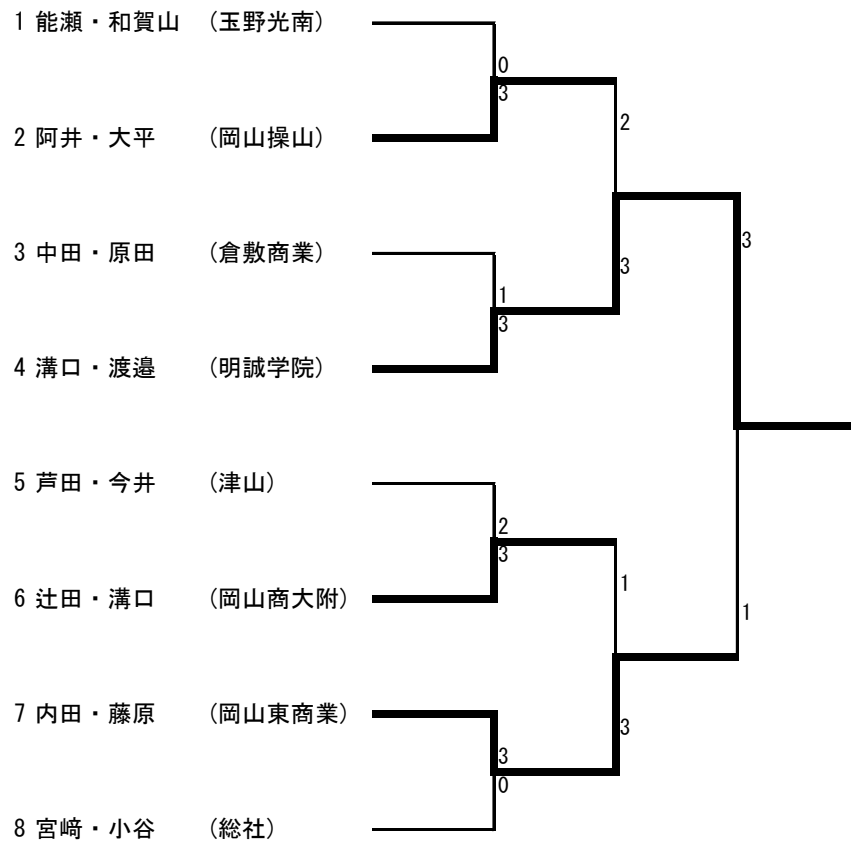 1 能瀬・和賀山 (玉野光南)
0
3
2
2 阿井・大平 (岡山操山)
3 中田・原田 (倉敷商業)
3
3
1
3
4 溝口・渡邉 (明誠学院)
5 芦田・今井 (津山)
2
3
6 辻田・溝口 (岡山商大附)
1
1
7 内田・藤原 (岡山東商業)
3
3
0
8 宮﨑・小谷 (総社)